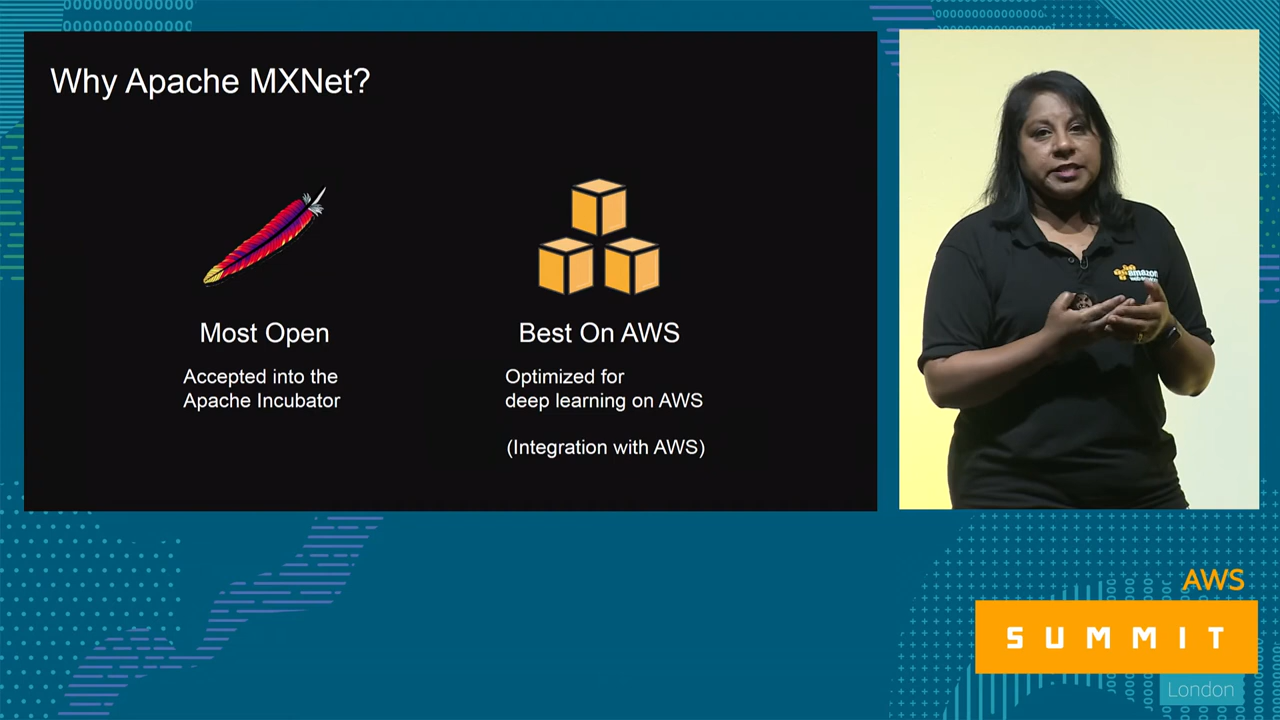 Why Apache MXNet?
Most Open
Accepted into the
Apache Incubator
Best On AWS
Optimized for
deep learning on AWS
(Integration with AWS)
amazon
AWS
SUMMIT
London